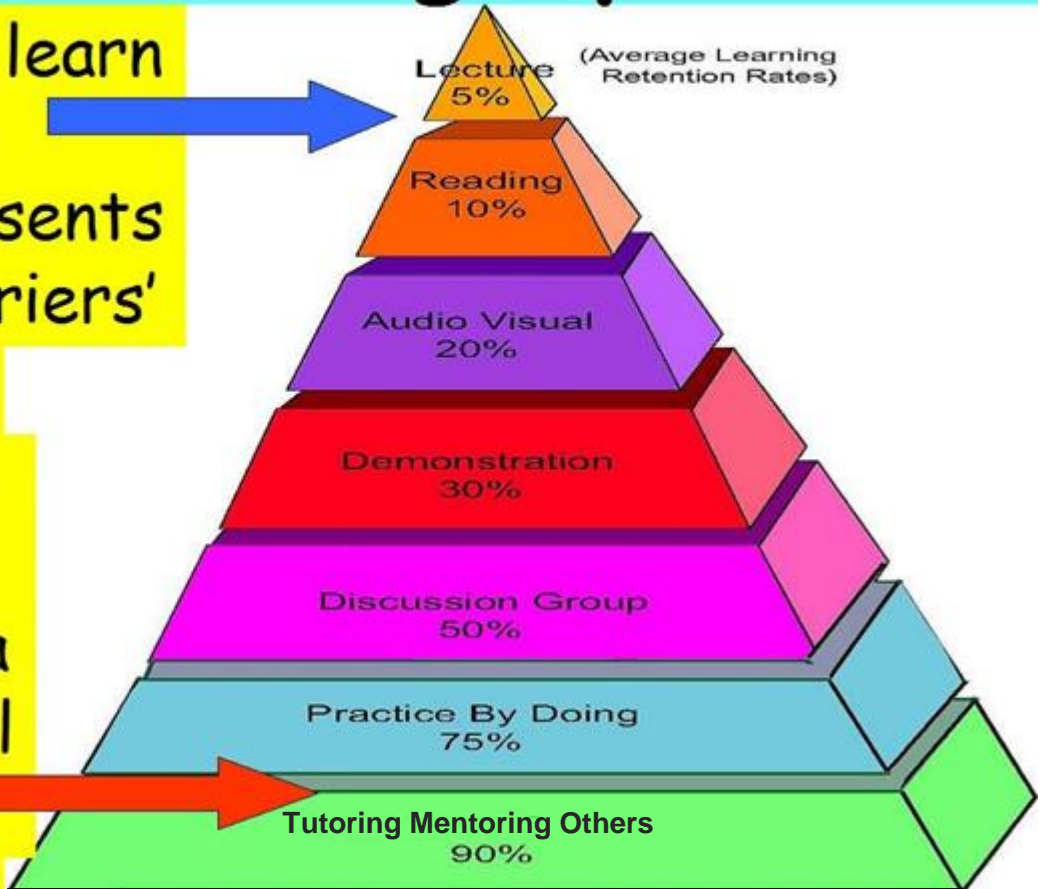 learn
sents
riers'
a
l
(Average Learning
Retention Rates)
Lecture
5%
Reading
10%
Audio Visual
20%
Demonstration
30%
Discussion Group
50%
Practice By Doing
75%
Tutoring Mentoring Others
90%